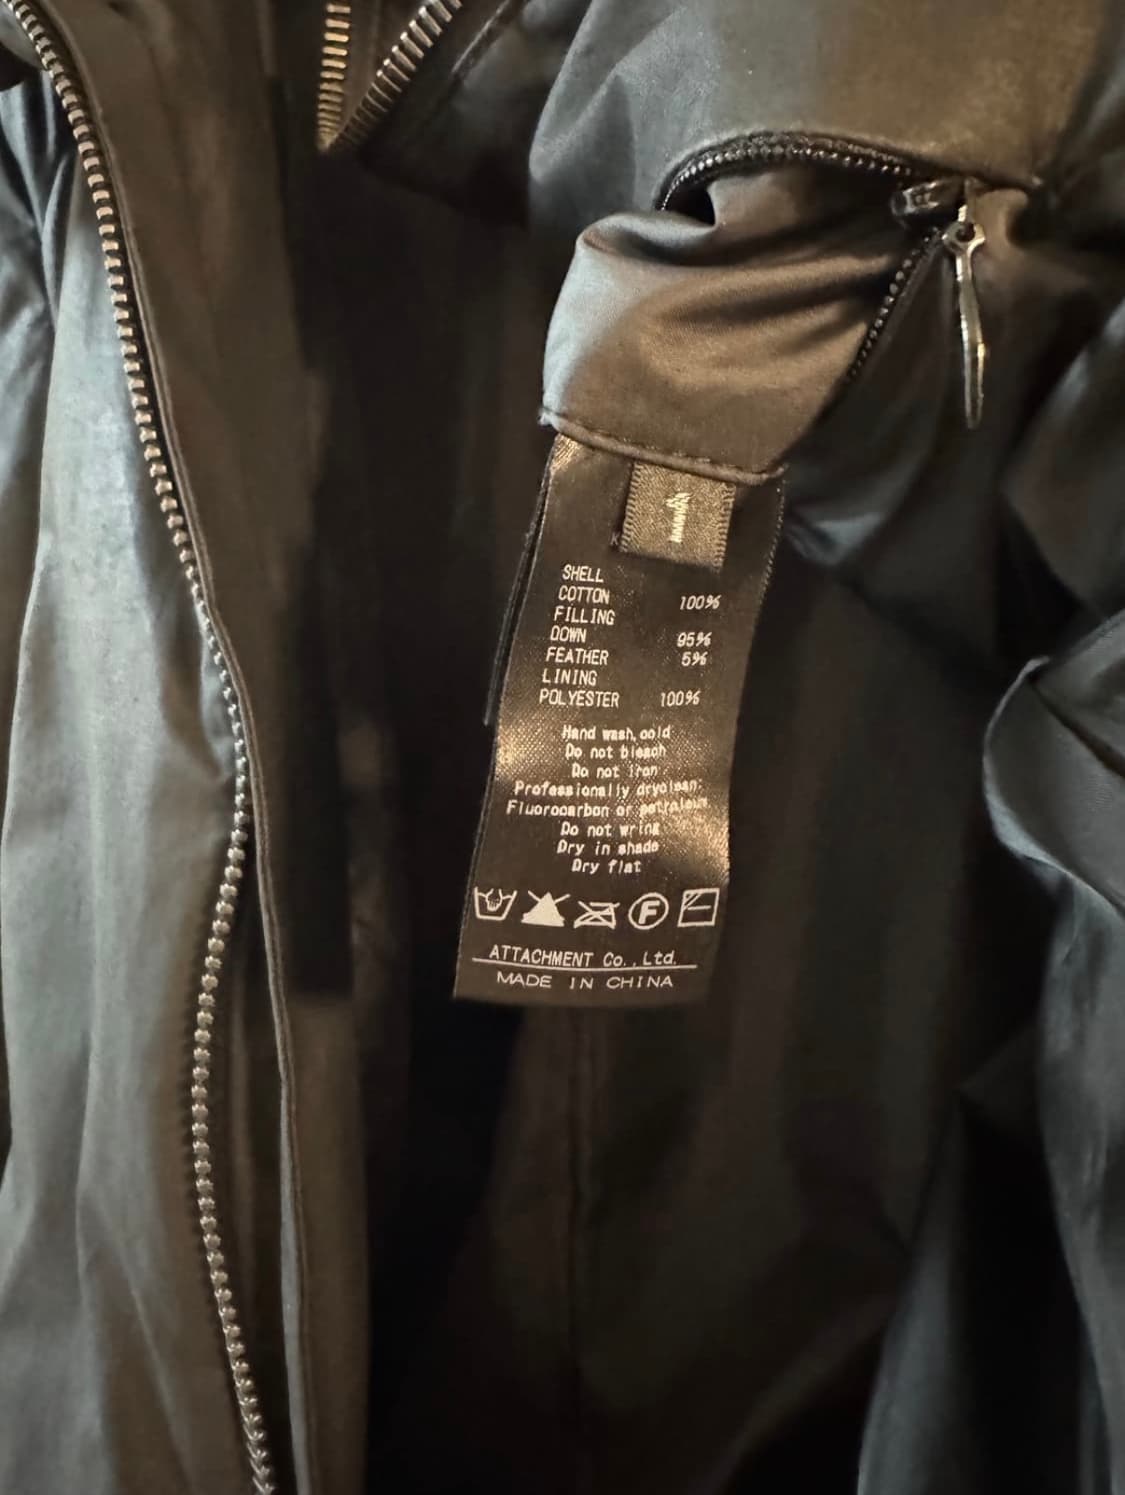 1
SHELL
COTTON 100%
FILLING
DOWN 95%
FEATHER 5%
LINING
POLYESTER 100%
Hand wash, cold
Do not bleach
Do not iron
Professionally dryclean:
Fluorocarbon or petroleum
Do not wring
Dry in shade
Dry flat
F
ATTACHMENT Co., Ltd.
MADE IN CHINA